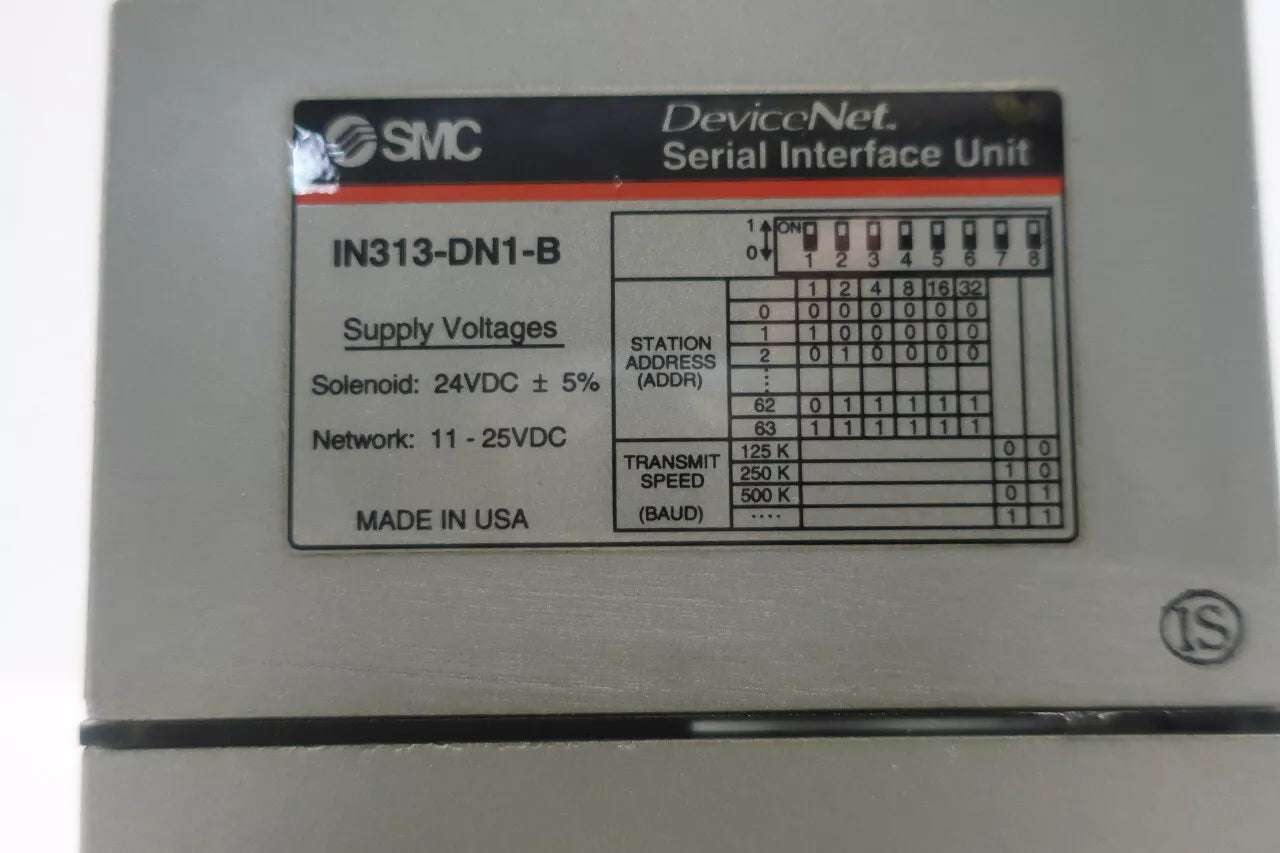 SMC
DeviceNet™
Serial Interface Unit
IN313-DN1-B
Supply Voltages
Solenoid: 24VDC ± 5%
Network: 11 - 25VDC
MADE IN USA
1 ON
0 1 2 3 4 5 6 7 8
STATION ADDRESS (ADDR)
1 2 4 8 16 32
0 0 0 0 0 0 0
1 1 0 0 0 0 0
2 0 1 0 0 0 0
⋮
62 0 1 1 1 1 1
63 1 1 1 1 1 1
TRANSMIT SPEED (BAUD)
125 K 0 0
250 K 1 0
500 K 0 1
.... 1 1
IS